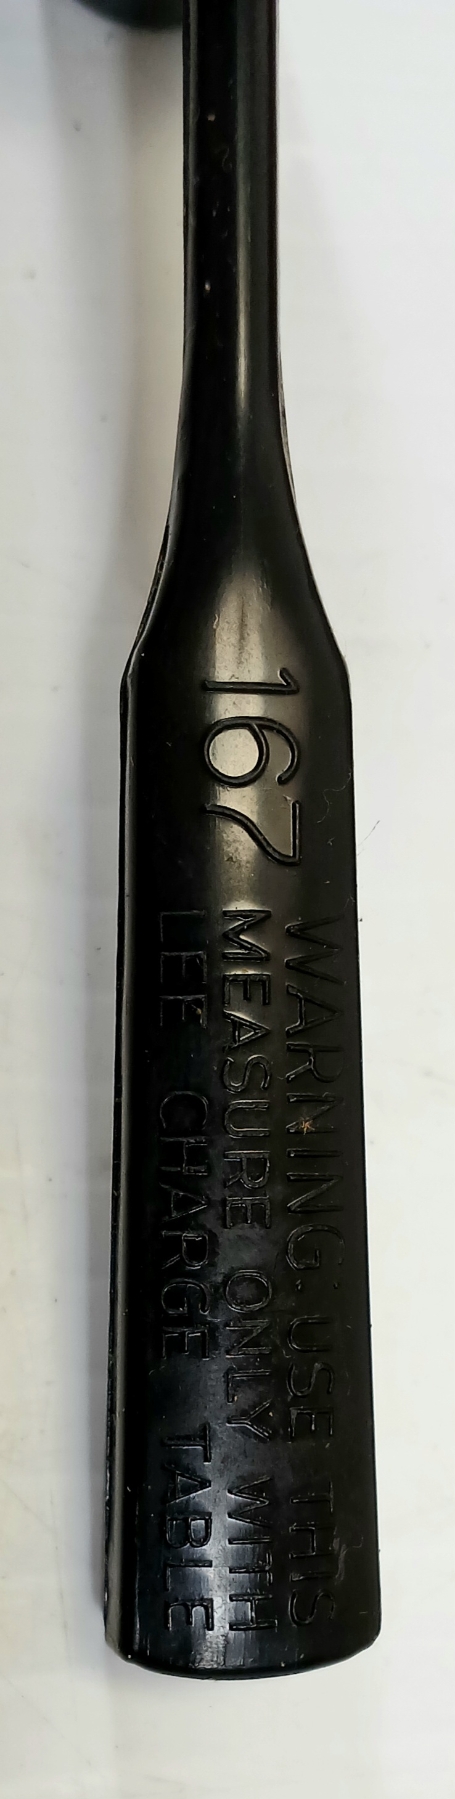 167
WARNING: USE THIS
MEASURE ONLY WITH
LEE CHARGE TABLE